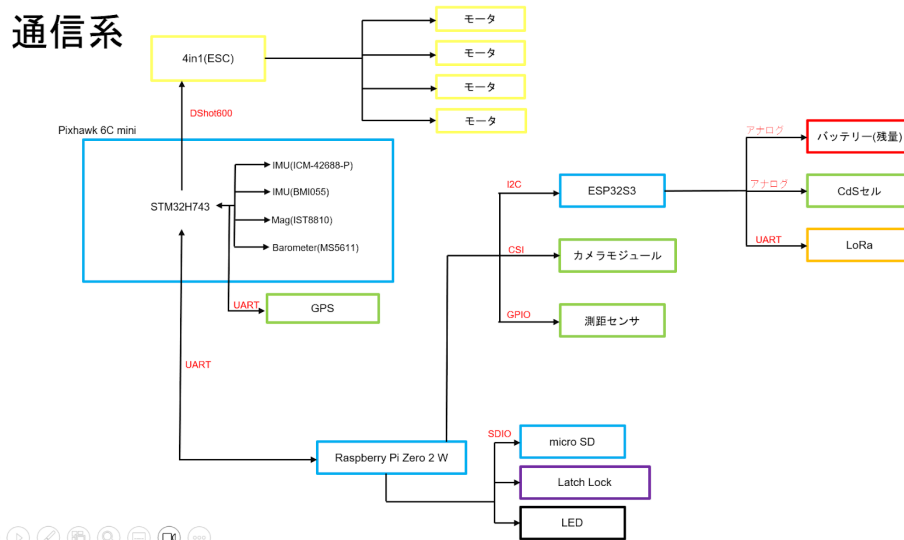 通信系
4in1(ESC)
モータ
モータ
モータ
モータ
DShot600
Pixhawk 6C mini
STM32H743
IMU(ICM-42688-P)
IMU(BMI055)
Mag(IST8810)
Barometer(MS5611)
UART
GPS
UART
I2C
ESP32S3
CSI
カメラモジュール
GPIO
測距センサ
アナログ
バッテリー(残量)
アナログ
CdSセル
UART
LoRa
Raspberry Pi Zero 2 W
SDIO
micro SD
Latch Lock
LED